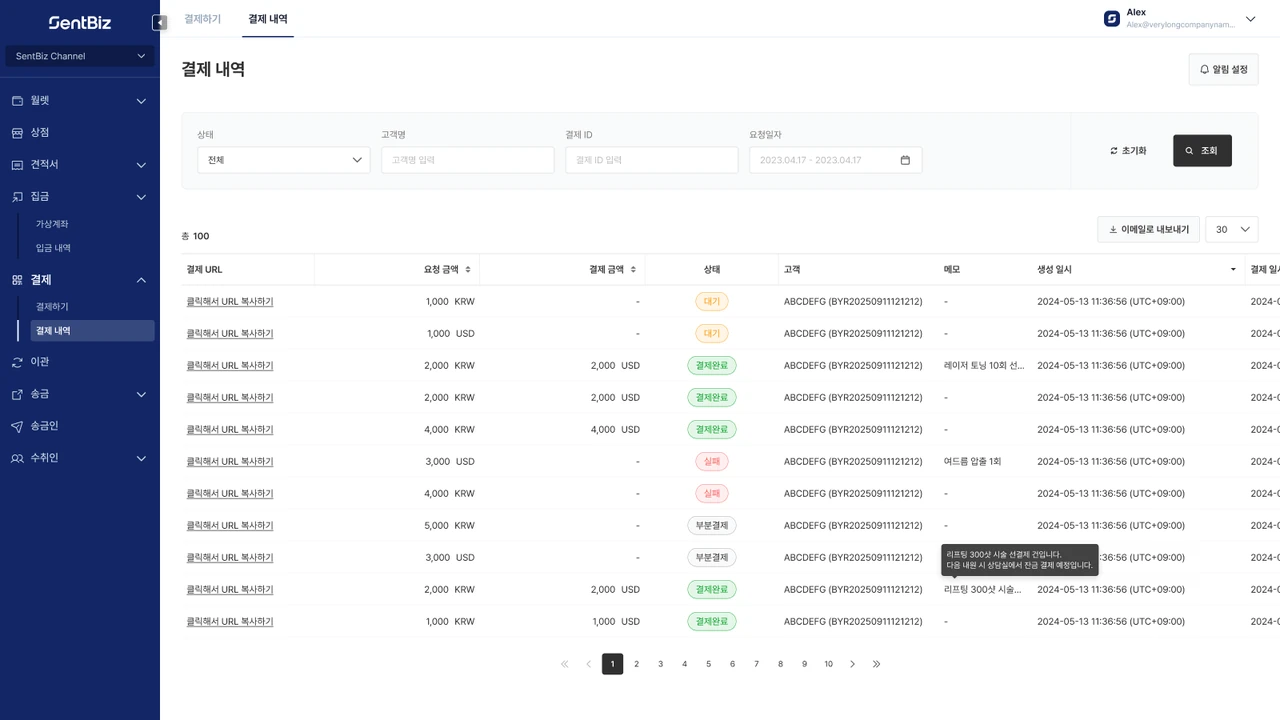 SentBiz
SentBiz Channel
월렛
상점
견적서
집금
가상계좌
입금 내역
결제
결제하기
결제 내역
이관
송금
송금인
수취인
결제하기 결제 내역
Alex
Alex@verylongcompanynam...
결제 내역
알림 설정
상태 고객명 결제 ID 요청일자
전체 고객명 입력 결제 ID 입력 2023.04.17 - 2023.04.17 초기화 조회
총 100 이메일로 내보내기 30
결제 URL 요청 금액 결제 금액 상태 고객 메모 생성 일시 결제 일시
클릭해서 URL 복사하기 1,000 KRW - 대기 ABCDEFG (BYR20250911121212) - 2024-05-13 11:36:56 (UTC+09:00) 2024-0
클릭해서 URL 복사하기 1,000 USD - 대기 ABCDEFG (BYR20250911121212) - 2024-05-13 11:36:56 (UTC+09:00) 2024-0
클릭해서 URL 복사하기 2,000 KRW 2,000 USD 결제완료 ABCDEFG (BYR20250911121212) 레이저 토닝 10회 선... 2024-05-13 11:36:56 (UTC+09:00) 2024-0
클릭해서 URL 복사하기 2,000 KRW 2,000 USD 결제완료 ABCDEFG (BYR20250911121212) - 2024-05-13 11:36:56 (UTC+09:00) 2024-0
클릭해서 URL 복사하기 4,000 KRW 4,000 USD 결제완료 ABCDEFG (BYR20250911121212) - 2024-05-13 11:36:56 (UTC+09:00) 2024-0
클릭해서 URL 복사하기 3,000 USD - 실패 ABCDEFG (BYR20250911121212) 여드름 압출 1회 2024-05-13 11:36:56 (UTC+09:00) 2024-0
클릭해서 URL 복사하기 4,000 KRW - 실패 ABCDEFG (BYR20250911121212) - 2024-05-13 11:36:56 (UTC+09:00) 2024-0
클릭해서 URL 복사하기 5,000 KRW - 부분결제 ABCDEFG (BYR20250911121212) - 2024-05-13 11:36:56 (UTC+09:00) 2024-0
리프팅 300샷 시술 선결제 건입니다.
다음 내원 시 상담실에서 잔금 결제 예정입니다.
클릭해서 URL 복사하기 3,000 USD - 부분결제 ABCDEFG (BYR20250911121212) :36:56 (UTC+09:00) 2024-0
클릭해서 URL 복사하기 2,000 KRW 2,000 USD 결제완료 ABCDEFG (BYR20250911121212) 리프팅 300샷 시술... 2024-05-13 11:36:56 (UTC+09:00) 2024-0
클릭해서 URL 복사하기 1,000 KRW 1,000 USD 결제완료 ABCDEFG (BYR20250911121212) - 2024-05-13 11:36:56 (UTC+09:00) 2024-0
1 2 3 4 5 6 7 8 9 10